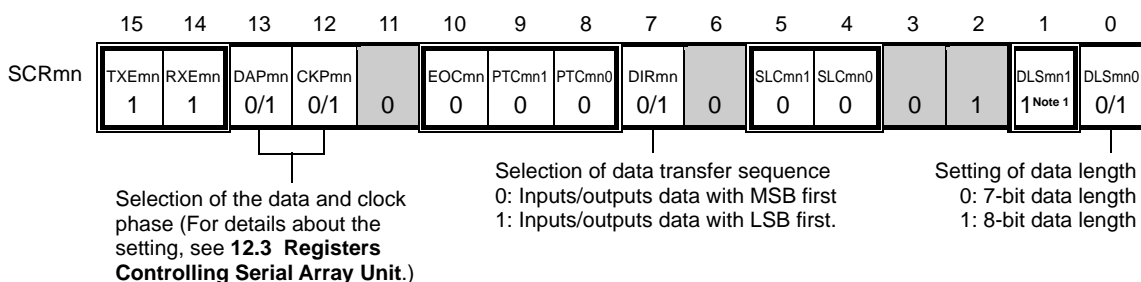 15 14 13 12 11 10 9 8 7 6 5 4 3 2 1 0
SCRmn TXEmn RXEmn DAPmn CKPmn EOCmn PTCmn1 PTCmn0 DIRmn SLCmn1 SLCmn0 DLSmn1 DLSmn0
1 1 0/1 0/1 0 0 0 0 0/1 0 0 0 0 1 1 Note 1 0/1
Selection of the data and clock
phase (For details about the
setting, see 12.3 Registers
Controlling Serial Array Unit.)
Selection of data transfer sequence
0: Inputs/outputs data with MSB first
1: Inputs/outputs data with LSB first.
Setting of data length
0: 7-bit data length
1: 8-bit data length